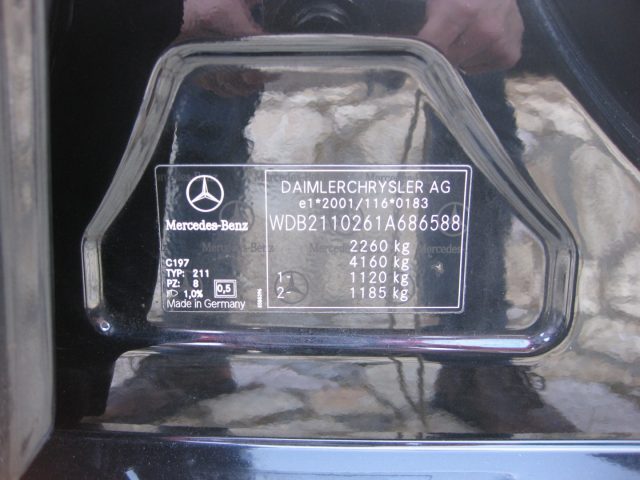 DAIMLERCHRYSLER AG
e1*2001/116*0183
Mercedes-Benz
WDB2110261A686588
2260 kg
4160 kg
1- 1120 kg
2- 1185 kg
C197
TYP: 211
PZ: 8
1,0% 0,5
Made in Germany